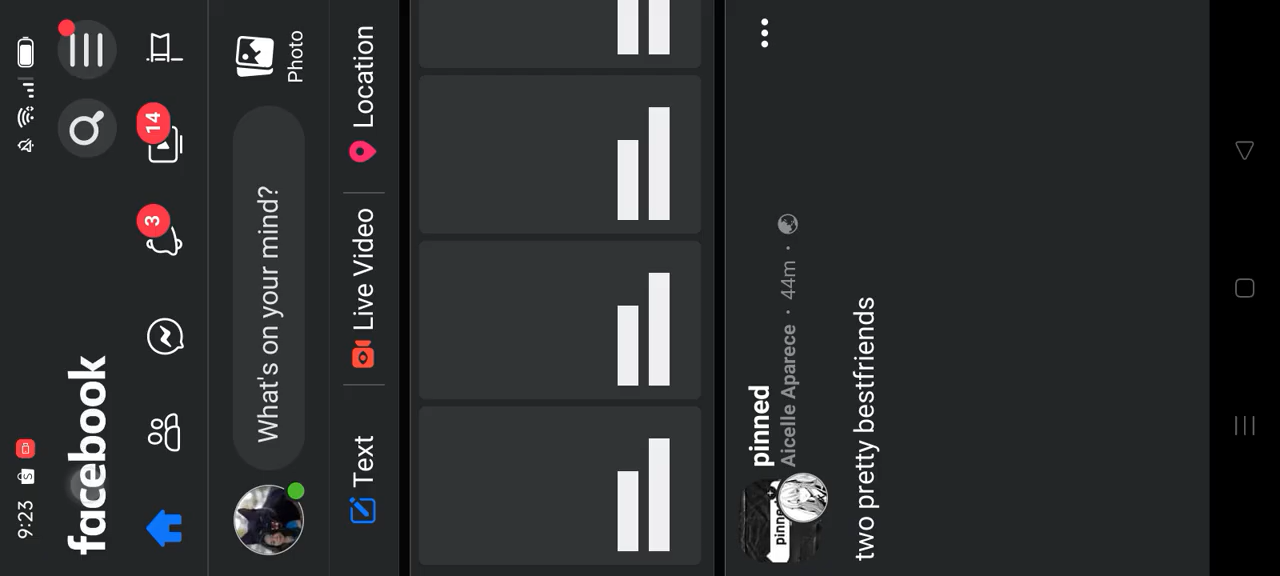 9:23
facebook
14
3
What's on your mind?
Photo
Text
Live Video
Location
pinned
pinned
Aicelle Aparece · 44m ·
two pretty bestfriends